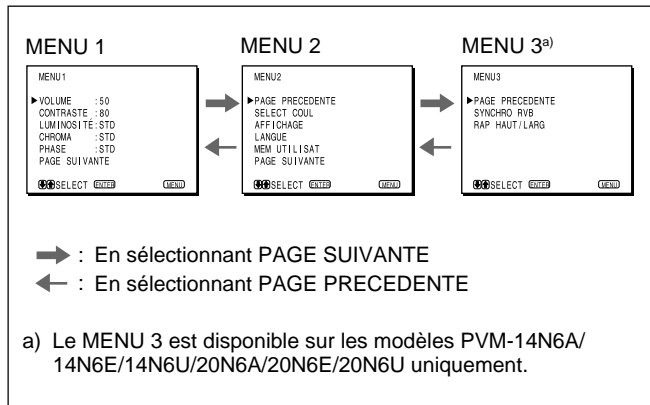 MENU 1
MENU 2
MENU 3a)
MENU1
VOLUME :50
CONTRASTE :80
LUMINOSITÉ:STD
CHROMA :STD
PHASE :STD
PAGE SUIVANTE
SELECT ENTER MENU
MENU2
PAGE PRECEDENTE
SELECT COUL
AFFICHAGE
LANGUE
MEM UTILISAT
PAGE SUIVANTE
SELECT ENTER MENU
MENU3
PAGE PRECEDENTE
SYNCHRO RVB
RAP HAUT/LARG
SELECT ENTER MENU
: En sélectionnant PAGE SUIVANTE
: En sélectionnant PAGE PRECEDENTE
a) Le MENU 3 est disponible sur les modèles PVM-14N6A/
14N6E/14N6U/20N6A/20N6E/20N6U uniquement.